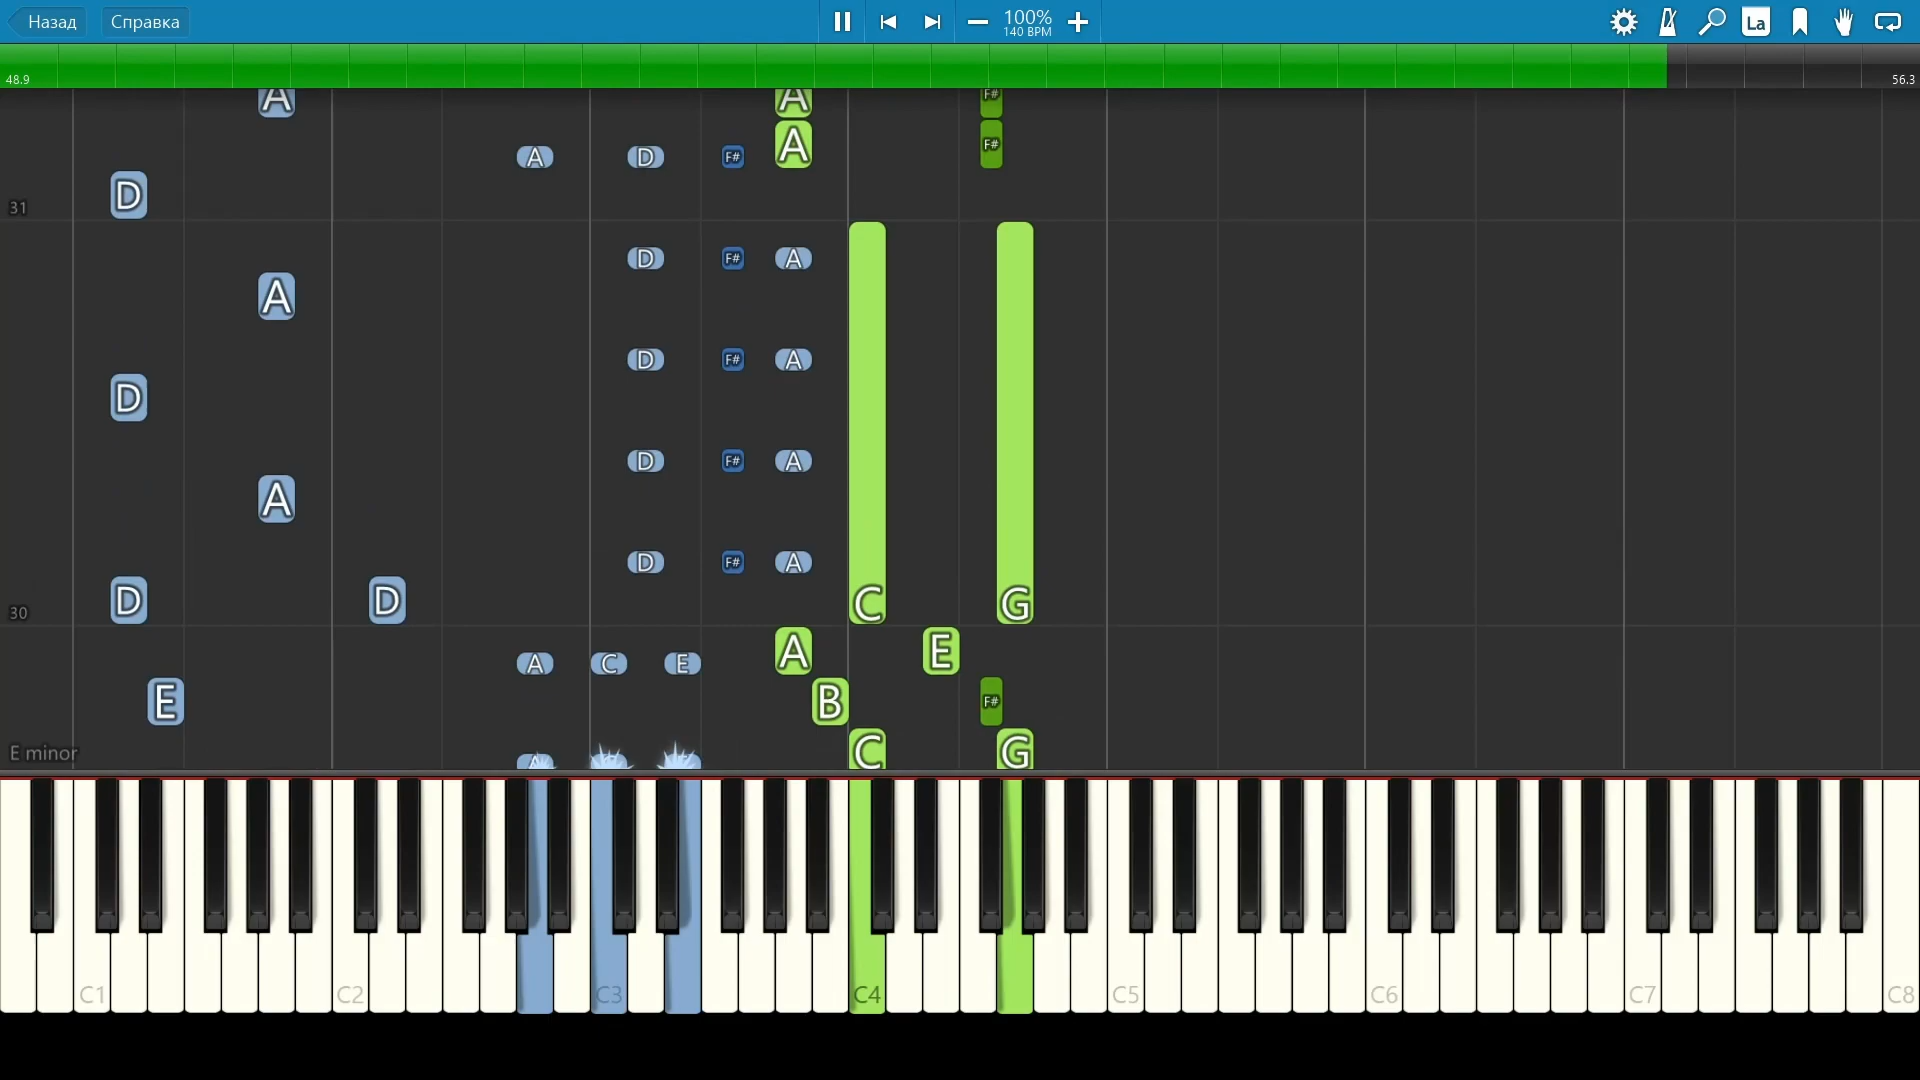 Назад Справка 100% La
140 BPM
48.9 56.3
A A F#
A D F# A F#
D
31
D F# A
A
D F# A
D
D F# A
A
D F# A
D D C G
30
A C E A E
E B F#
E minor C G
A
C1 C2 C3 C4 C5 C6 C7 C8